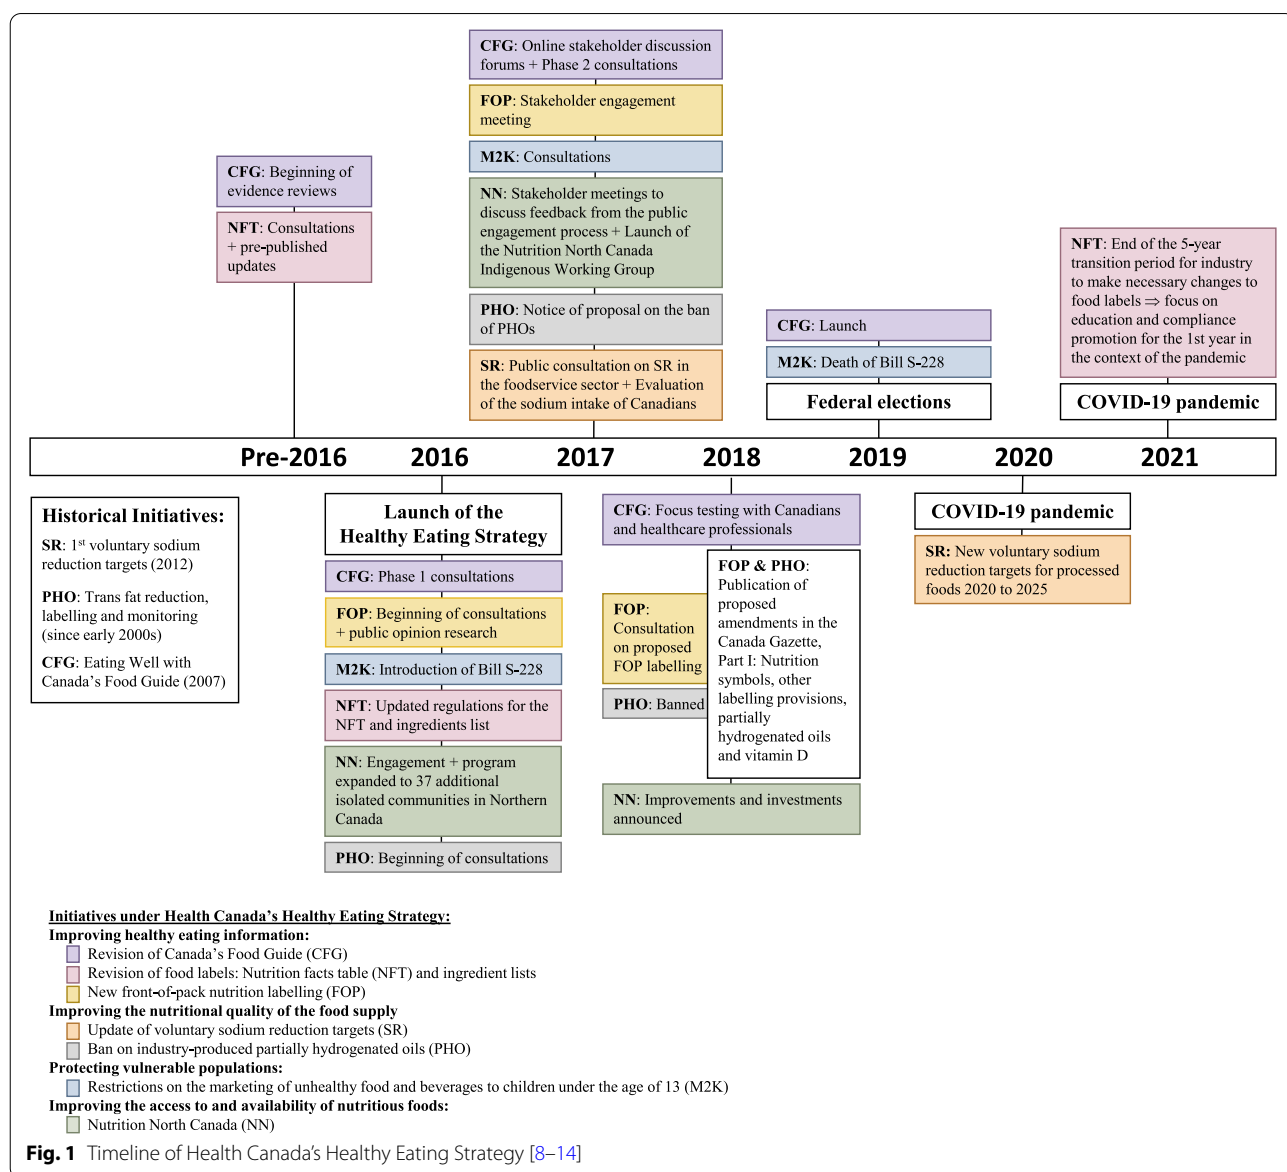 CFG: Online stakeholder discussion
forums + Phase 2 consultations
FOP: Stakeholder engagement
meeting
M2K: Consultations
NN: Stakeholder meetings to
discuss feedback from the public
engagement process + Launch of
the Nutrition North Canada
Indigenous Working Group
PHO: Notice of proposal on the ban
of PHOs
SR: Public consultation on SR in
the foodservice sector + Evaluation
of the sodium intake of Canadians
CFG: Beginning of
evidence reviews
NFT: Consultations
+ pre-published
updates
CFG: Launch
M2K: Death of Bill S-228
Federal elections
NFT: End of the 5-year
transition period for industry
to make necessary changes to
food labels ⇒ focus on
education and compliance
promotion for the 1st year in
the context of the pandemic
COVID-19 pandemic
Pre-2016 2016 2017 2018 2019 2020 2021
Historical Initiatives:
SR: 1st voluntary sodium
reduction targets (2012)
PHO: Trans fat reduction,
labelling and monitoring
(since early 2000s)
CFG: Eating Well with
Canada's Food Guide (2007)
Launch of the
Healthy Eating Strategy
CFG: Phase 1 consultations
FOP: Beginning of consultations
+ public opinion research
M2K: Introduction of Bill S-228
NFT: Updated regulations for the
NFT and ingredients list
NN: Engagement + program
expanded to 37 additional
isolated communities in Northern
Canada
PHO: Beginning of consultations
CFG: Focus testing with Canadians
and healthcare professionals
FOP:
Consultation
on proposed
FOP labelling
PHO: Banned
FOP & PHO:
Publication of
proposed
amendments in the
Canada Gazette,
Part I: Nutrition
symbols, other
labelling provisions,
partially
hydrogenated oils
and vitamin D
NN: Improvements and investments
announced
COVID-19 pandemic
SR: New voluntary sodium
reduction targets for processed
foods 2020 to 2025
Initiatives under Health Canada's Healthy Eating Strategy:
Improving healthy eating information:
Revision of Canada's Food Guide (CFG)
Revision of food labels: Nutrition facts table (NFT) and ingredient lists
New front-of-pack nutrition labelling (FOP)
Improving the nutritional quality of the food supply
Update of voluntary sodium reduction targets (SR)
Ban on industry-produced partially hydrogenated oils (PHO)
Protecting vulnerable populations:
Restrictions on the marketing of unhealthy food and beverages to children under the age of 13 (M2K)
Improving the access to and availability of nutritious foods:
Nutrition North Canada (NN)
Fig. 1 Timeline of Health Canada's Healthy Eating Strategy [8–14]